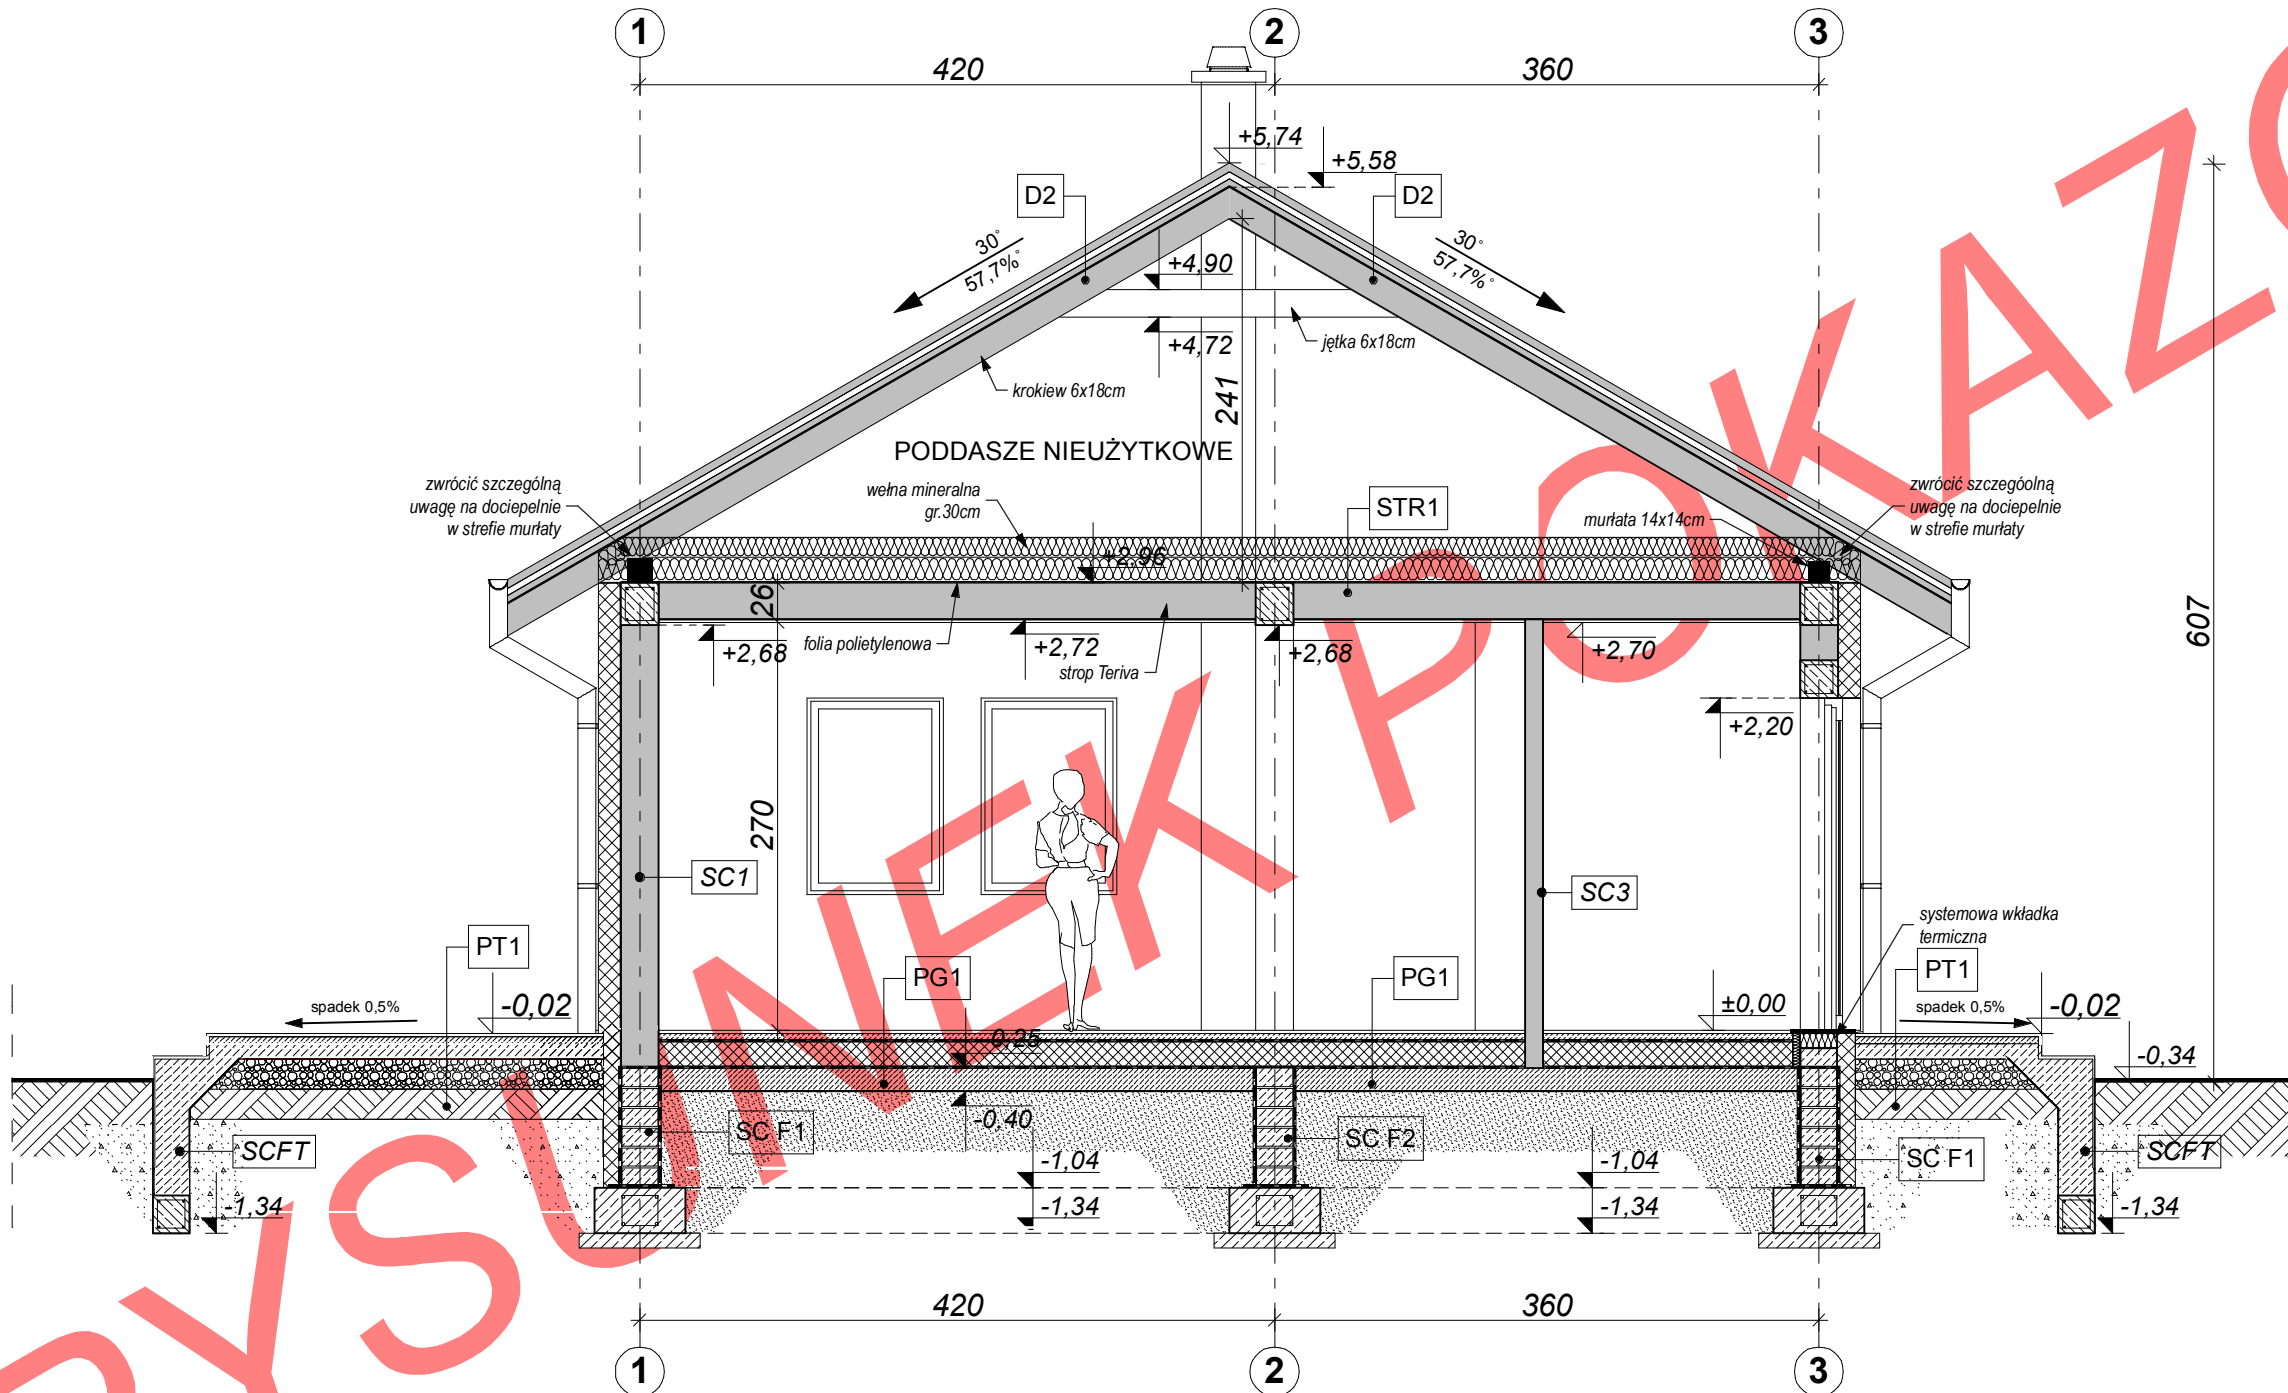 1
2
3
420
360
+5,74
+5,58
D2
D2
30°
57,7%°
30°
57,7%°
+4,90
+4,72
jętka 6x18cm
krokiew 6x18cm
241
PODDASZE NIEUŻYTKOWE
zwrócić szczególną
uwagę na dociepelnie
w strefie murłaty
wełna mineralna
gr.30cm
STR1
murłata 14x14cm
zwrócić szczegóolną
uwagę na dociepelnie
w strefie murłaty
+2,96
26
607
+2,68
folia polietylenowa
+2,72
strop Teriva
+2,68
+2,70
+2,20
270
SC1
SC3
systemowa wkładka
termiczna
PT1
PG1
PG1
PT1
spadek 0,5%
-0,02
±0,00
spadek 0,5%
-0,02
-0,25
-0,34
-0,40
SCFT
SC F1
SC F2
SC F1
SCFT
-1,04
-1,04
-1,34
-1,34
-1,34
-1,34
420
360
1
2
3
RYSUNEK POKAZO